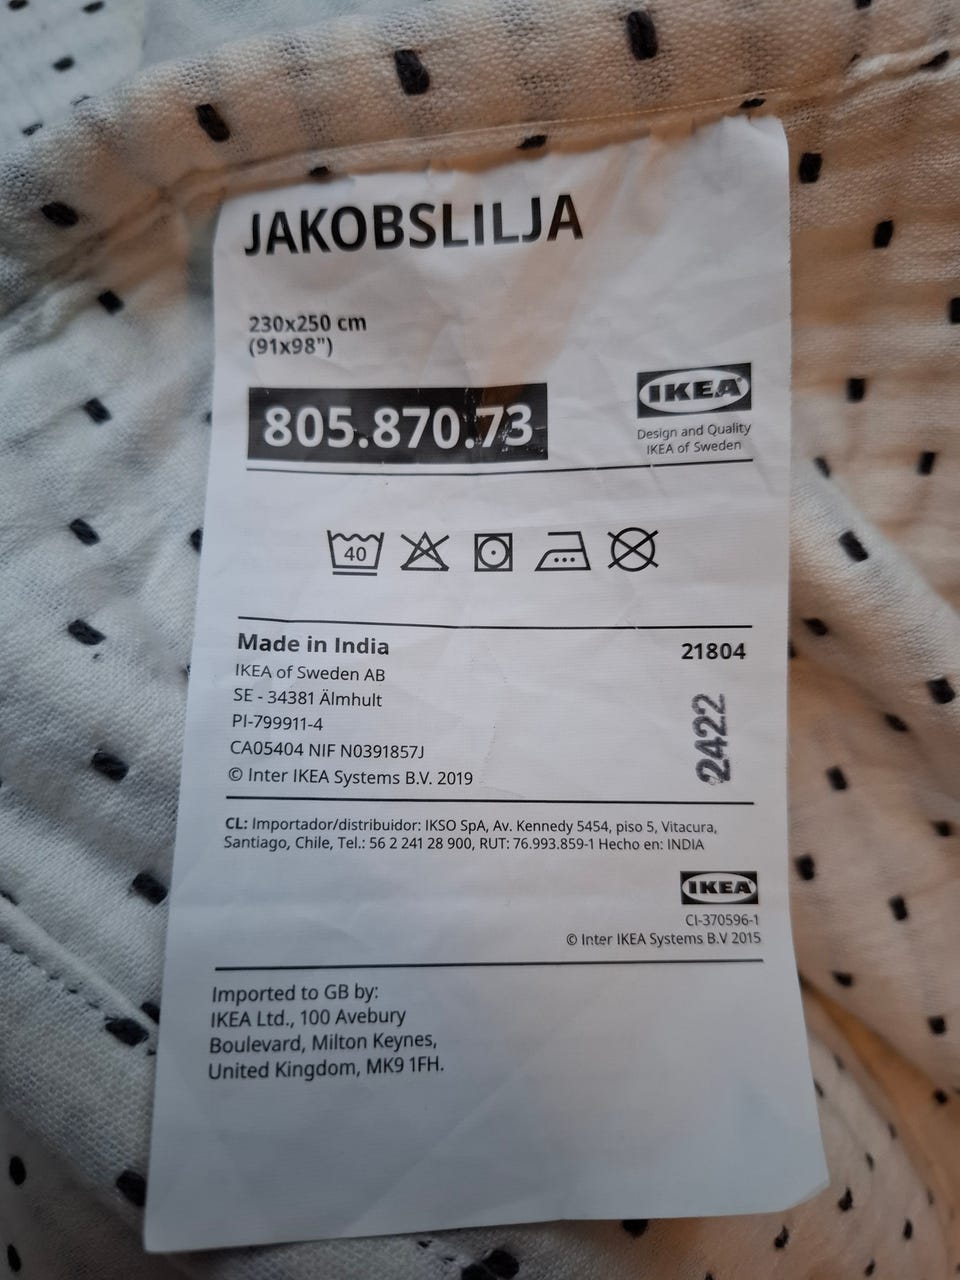 JAKOBSLILJA
230x250 cm
(91x98")
805.870.73
IKEA
Design and Quality
IKEA of Sweden
40
Made in India
21804
IKEA of Sweden AB
SE - 34381 Älmhult
PI-799911-4
CA05404 NIF N0391857J
© Inter IKEA Systems B.V. 2019
2422
CL: Importador/distribuidor: IKSO SpA, Av. Kennedy 5454, piso 5, Vitacura,
Santiago, Chile, Tel.: 56 2 241 28 900, RUT: 76.993.859-1 Hecho en: INDIA
IKEA
CI-370596-1
© Inter IKEA Systems B.V 2015
Imported to GB by:
IKEA Ltd., 100 Avebury
Boulevard, Milton Keynes,
United Kingdom, MK9 1FH.